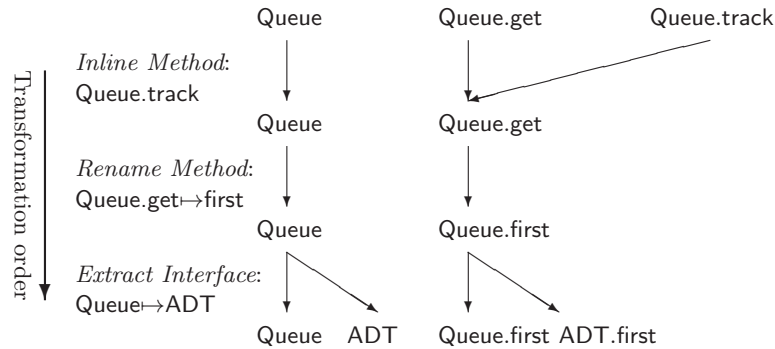 Queue Queue.get Queue.track
Inline Method:
Queue.track
Queue Queue.get
Rename Method:
Queue.get↦first
Queue Queue.first
Extract Interface:
Queue↦ADT
Queue ADT Queue.first ADT.first
Transformation order